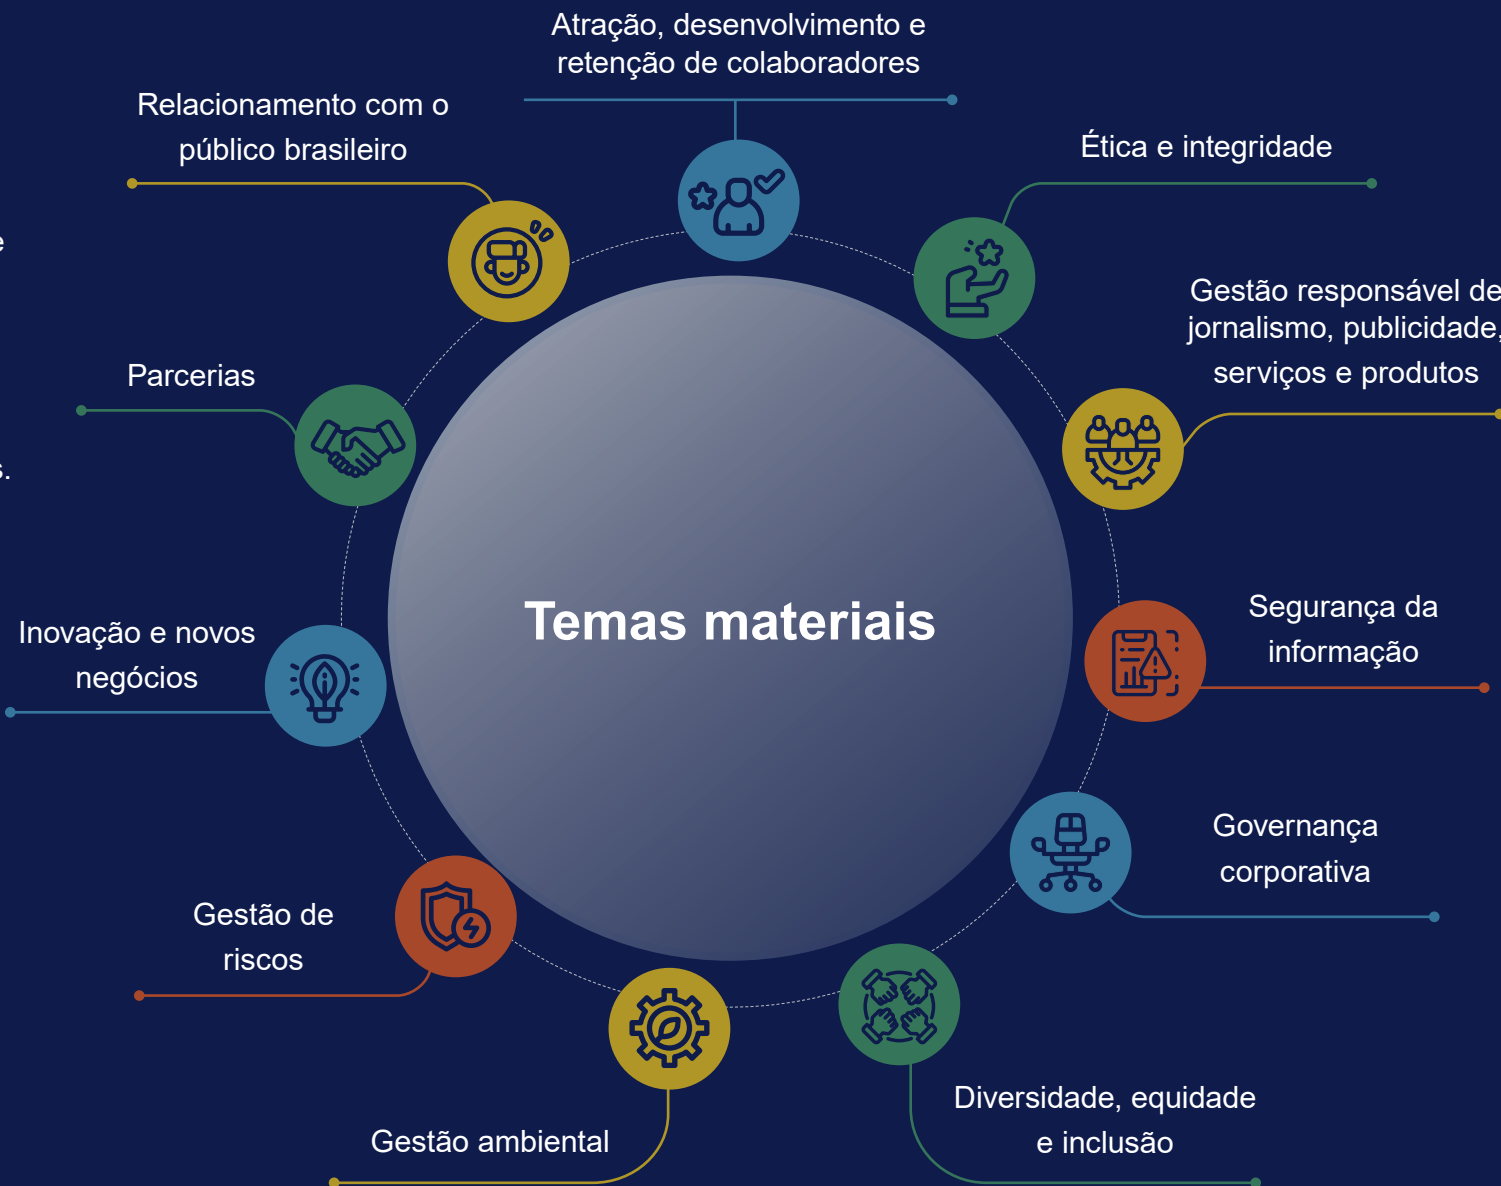 Atração, desenvolvimento e
retenção de colaboradores
Relacionamento com o
público brasileiro
Ética e integridade
Gestão responsável de
jornalismo, publicidade,
serviços e produtos
Parcerias
Temas materiais
Segurança da
informação
Inovação e novos
negócios
Governança
corporativa
Gestão de
riscos
Diversidade, equidade
e inclusão
Gestão ambiental